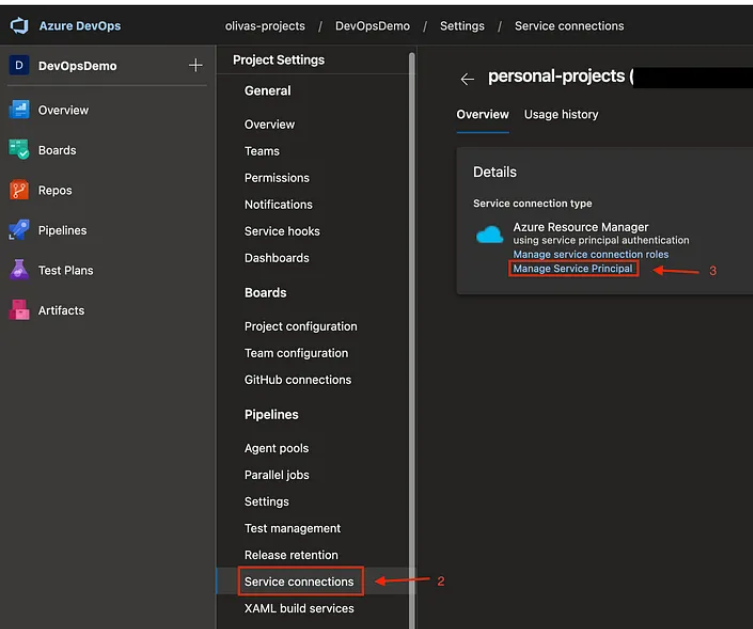 Azure DevOps
olivas-projects / DevOpsDemo / Settings / Service connections
D DevOpsDemo
Overview
Boards
Repos
Pipelines
Test Plans
Artifacts
Project Settings
General
Overview
Teams
Permissions
Notifications
Service hooks
Dashboards
Boards
Project configuration
Team configuration
GitHub connections
Pipelines
Agent pools
Parallel jobs
Settings
Test management
Release retention
Service connections 2
XAML build services
personal-projects (
Overview Usage history
Details
Service connection type
Azure Resource Manager
using service principal authentication
Manage service connection roles
Manage Service Principal 3